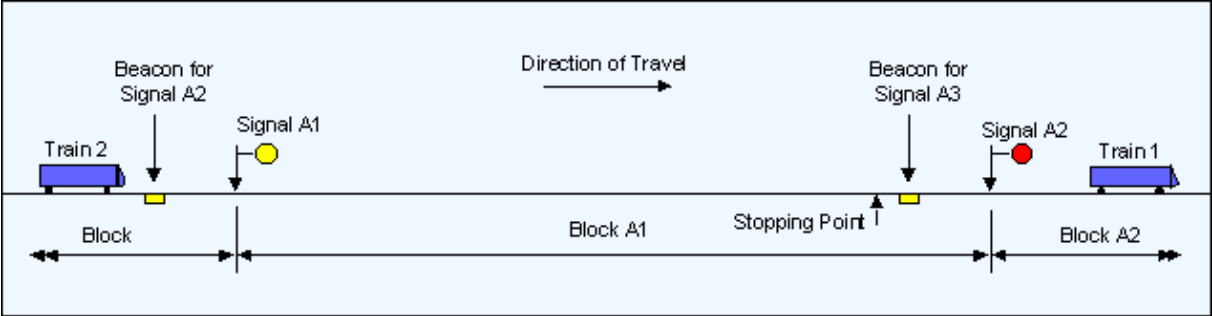 Direction of Travel
Beacon for
Signal A2
Beacon for
Signal A3
Signal A1
Signal A2
Train 2
Train 1
Stopping Point
Block
Block A1
Block A2